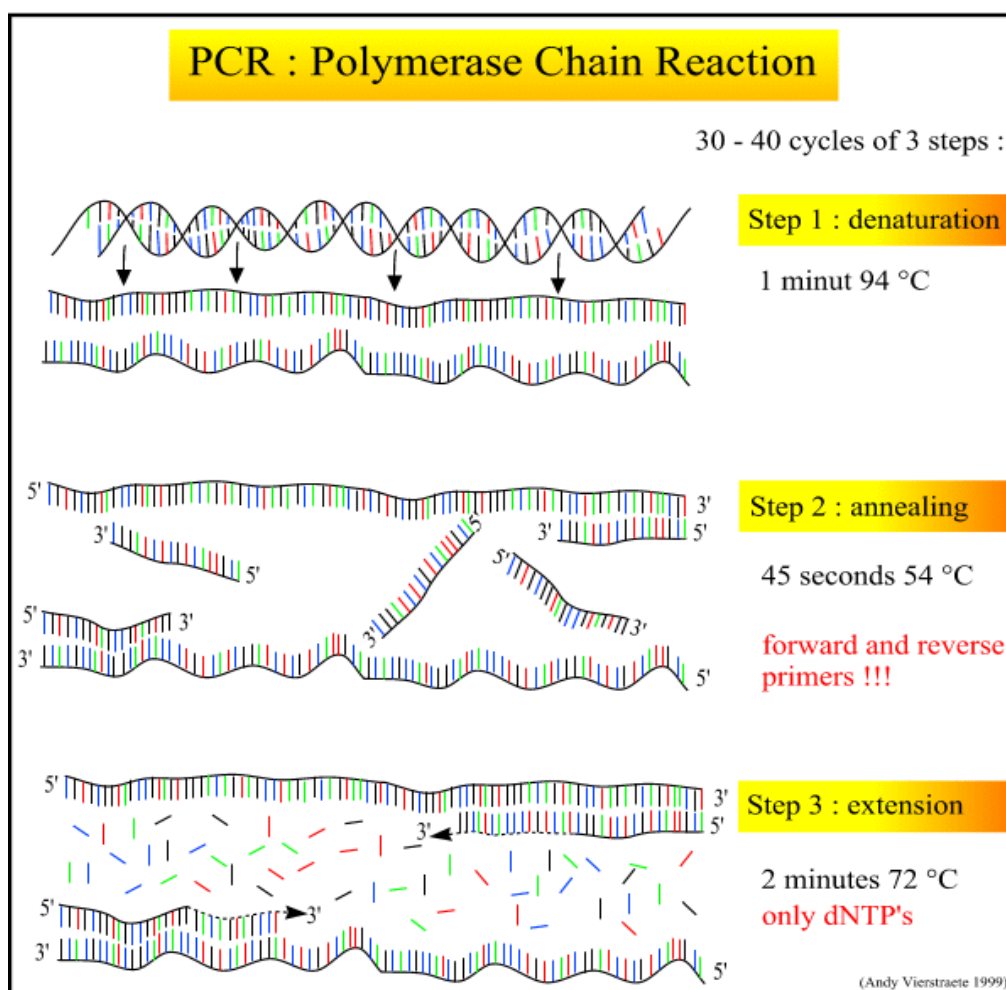 PCR : Polymerase Chain Reaction
30 - 40 cycles of 3 steps :
Step 1 : denaturation
1 minut 94 °C
5'
3'
Step 2 : annealing
3'
5'
5'
3'
5'
5'
3'
45 seconds 54 °C
5'
3'
3'
3'
5'
forward and reverse
primers !!!
5'
3'
Step 3 : extension
3'
5'
2 minutes 72 °C
only dNTP's
5'
3'
3'
5'
(Andy Vierstraete 1999)